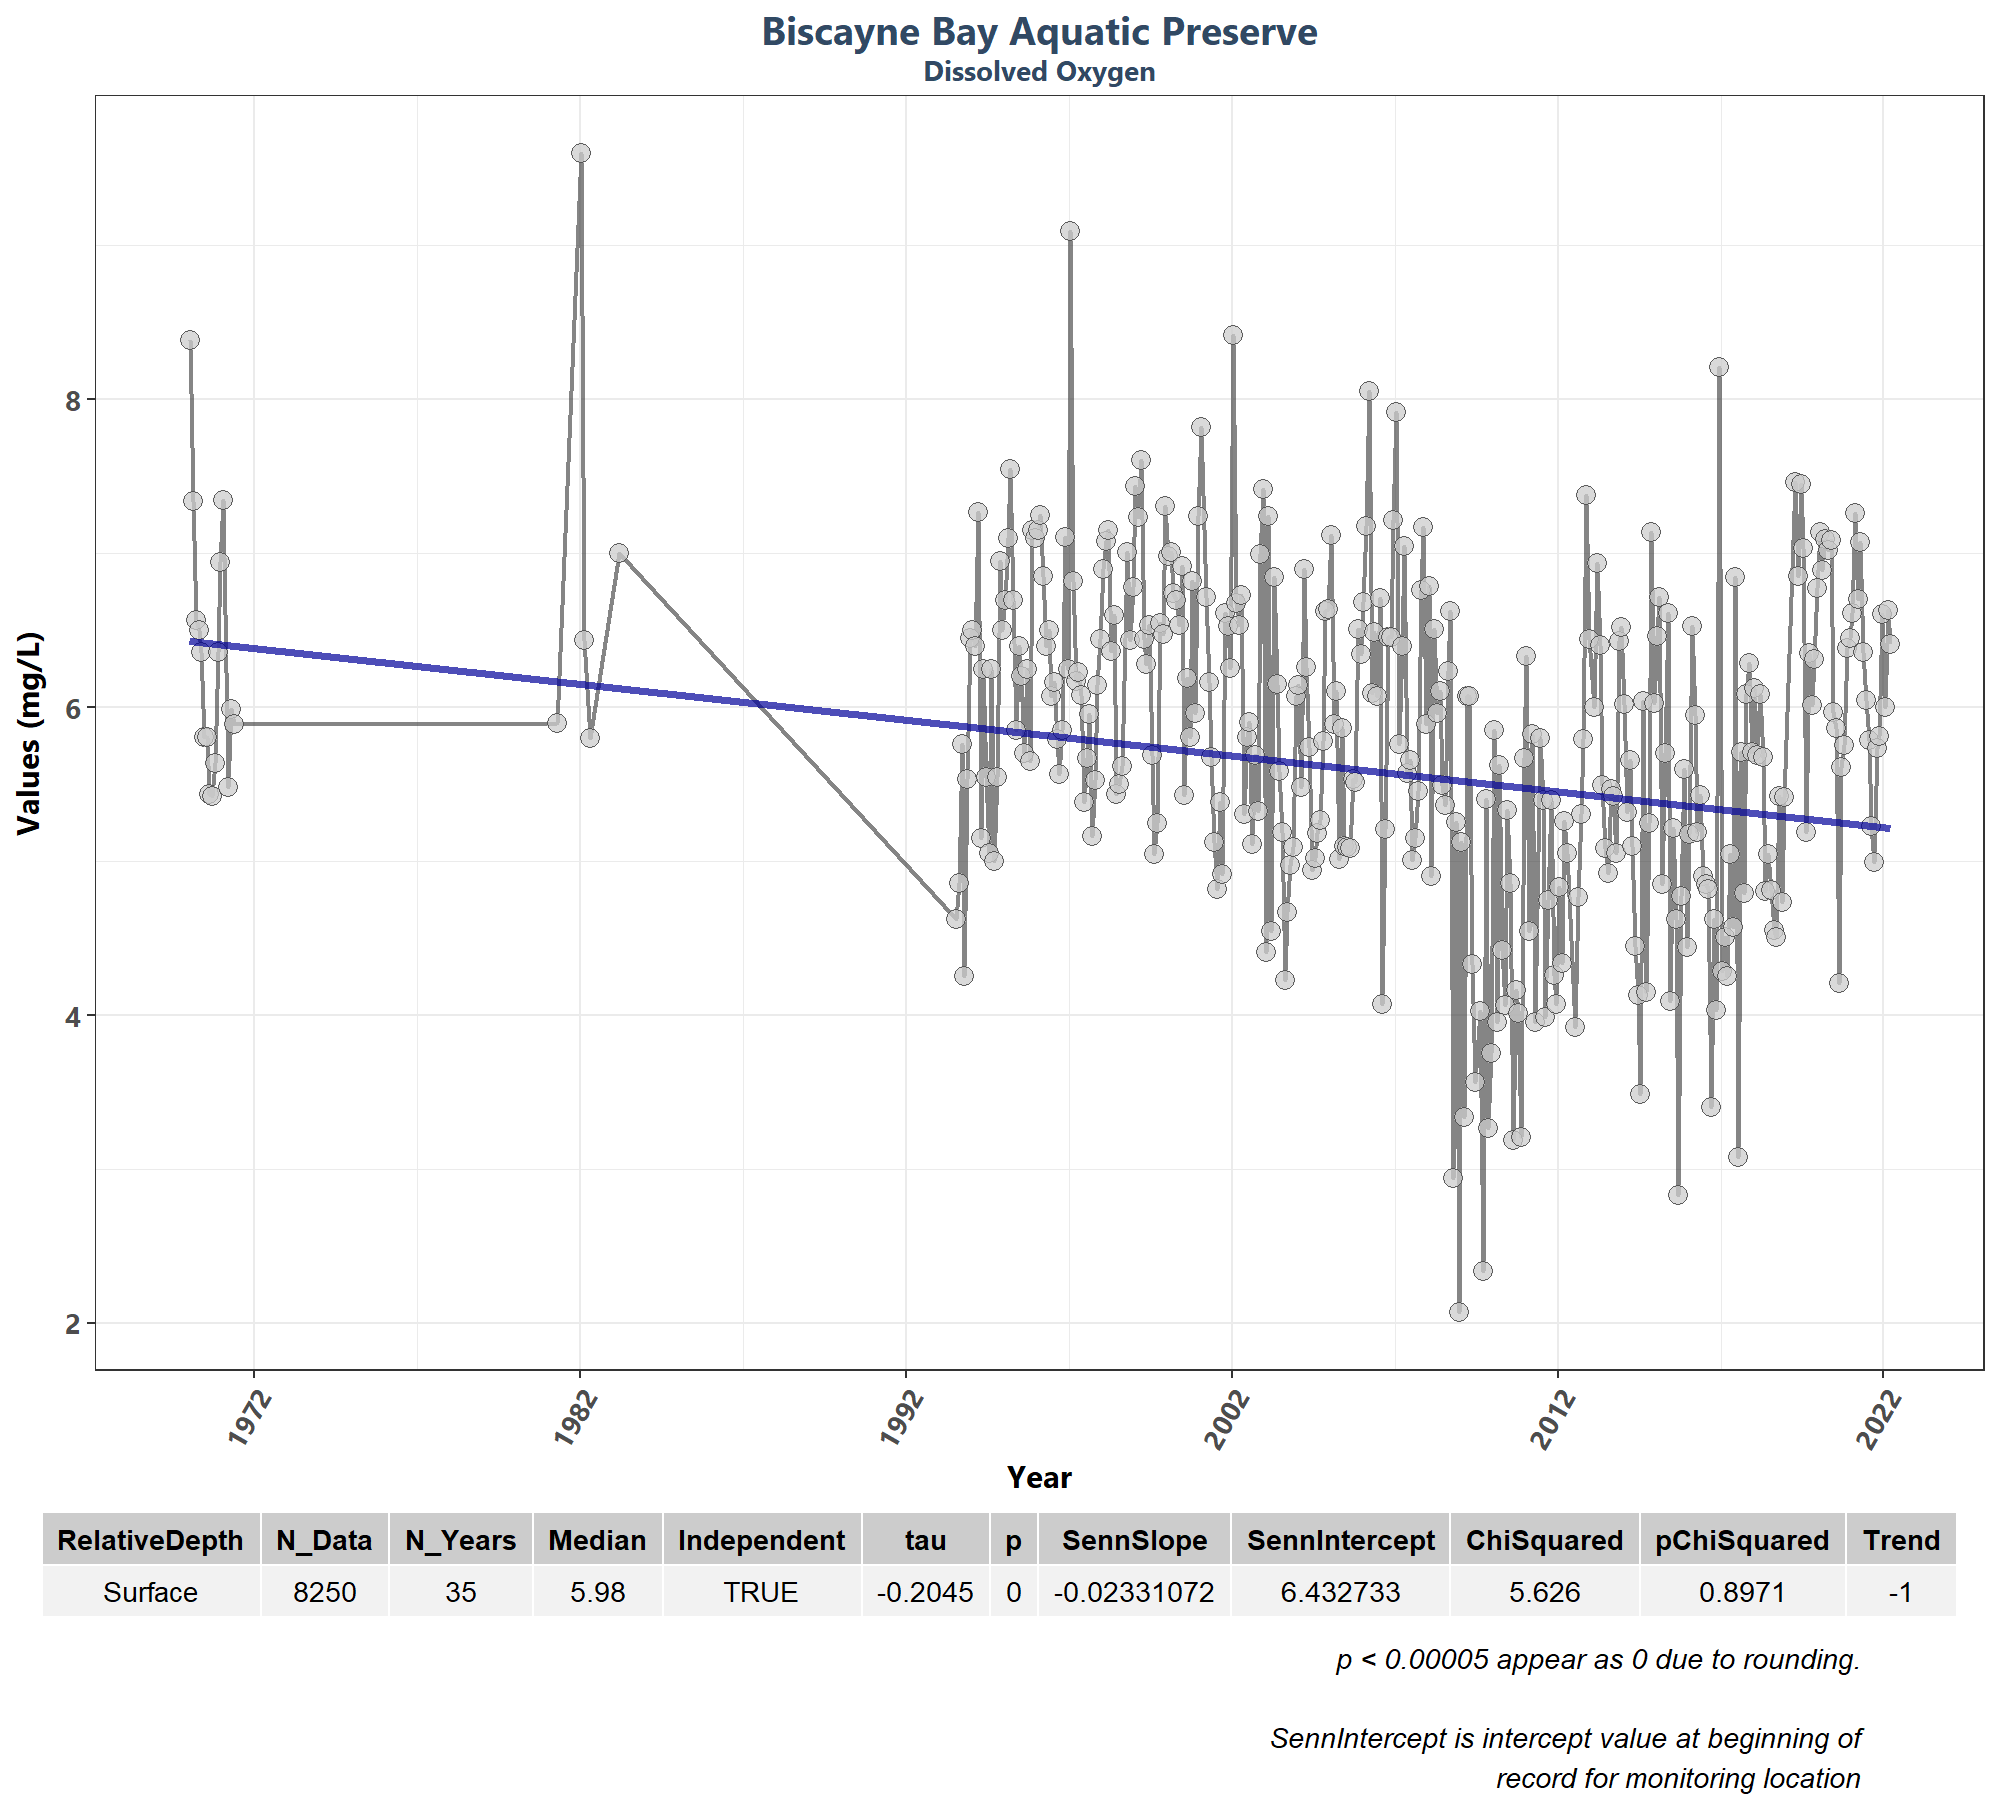 Biscayne Bay Aquatic Preserve
Dissolved Oxygen
Values (mg/L)
8
6
4
2
1972 1982 1992 2002 2012 2022
Year
RelativeDepth N_Data N_Years Median Independent tau p SennSlope SennIntercept ChiSquared pChiSquared Trend
Surface 8250 35 5.98 TRUE -0.2045 0 -0.02331072 6.432733 5.626 0.8971 -1
p < 0.00005 appear as 0 due to rounding.
SennIntercept is intercept value at beginning of
record for monitoring location